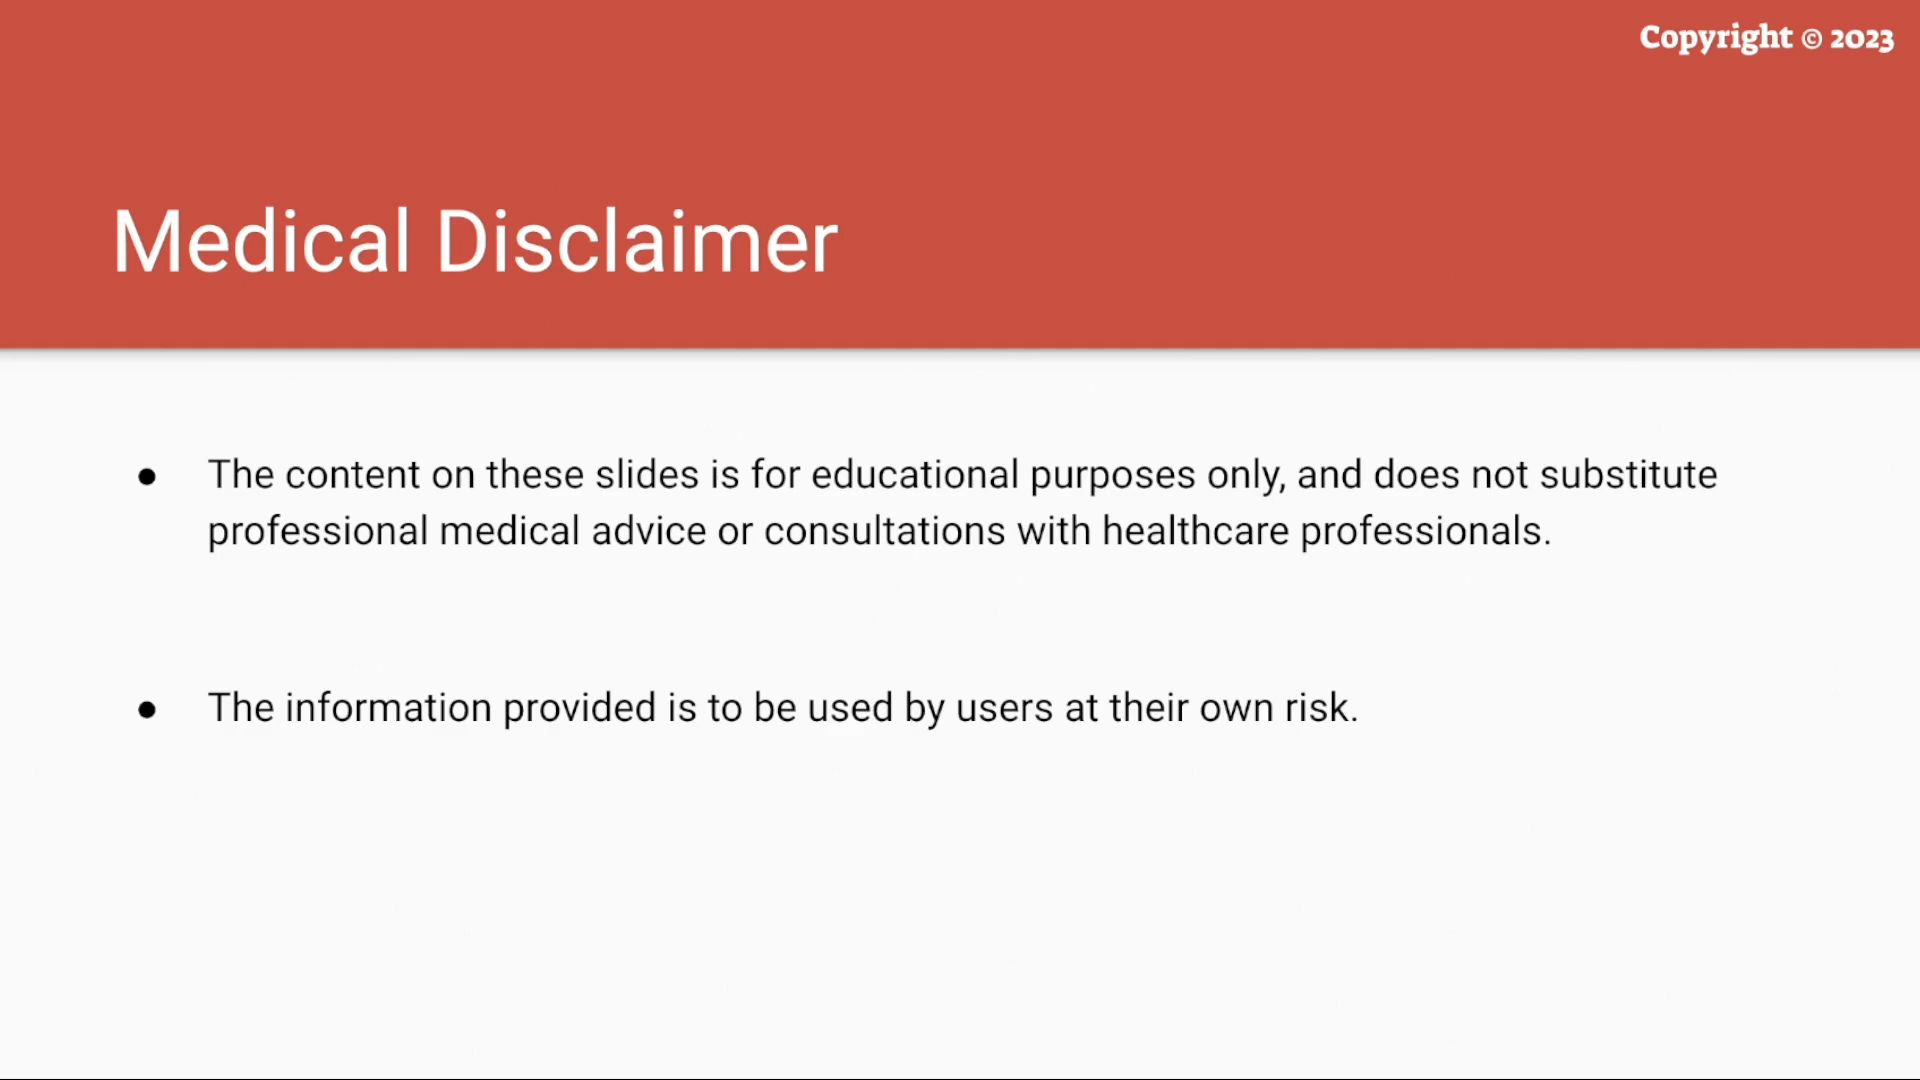 Copyright © 2023
Medical Disclaimer
● The content on these slides is for educational purposes only, and does not substitute
professional medical advice or consultations with healthcare professionals.
● The information provided is to be used by users at their own risk.